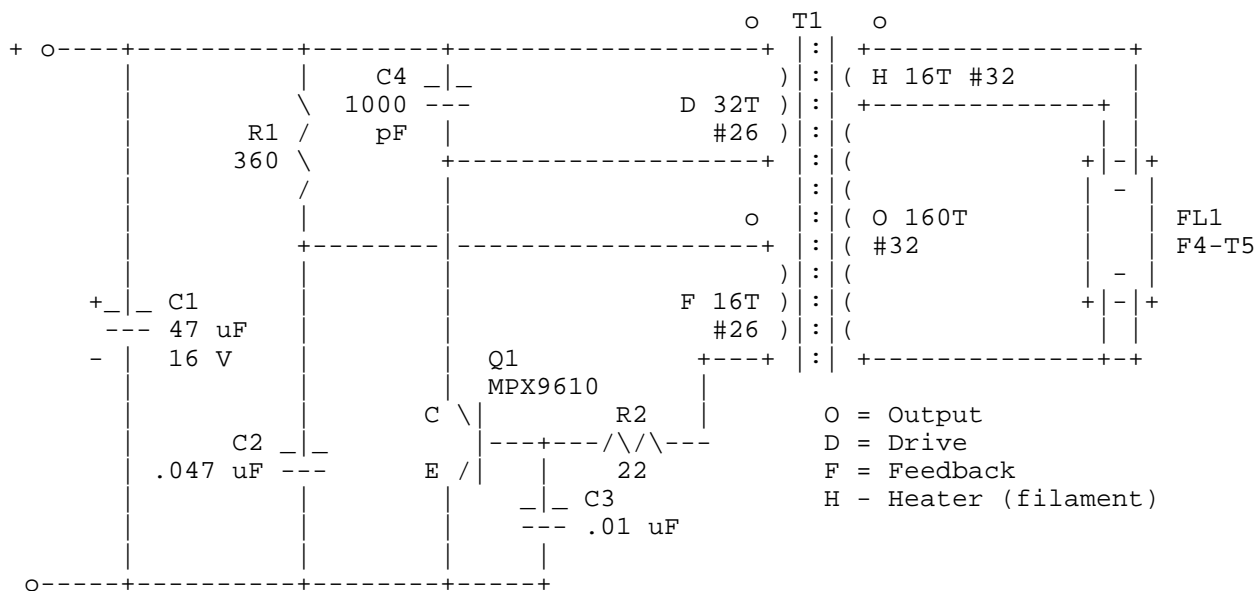 o T1 o
+ o
C4 H 16T #32
1000 D 32T
R1 pF #26
360
o O 160T FL1
#32 F4-T5
+ C1 F 16T
47 uF #26
- 16 V Q1
MPX9610
C R2 O = Output
C2 D = Drive
.047 uF E 22 F = Feedback
C3 H - Heater (filament)
.01 uF
o